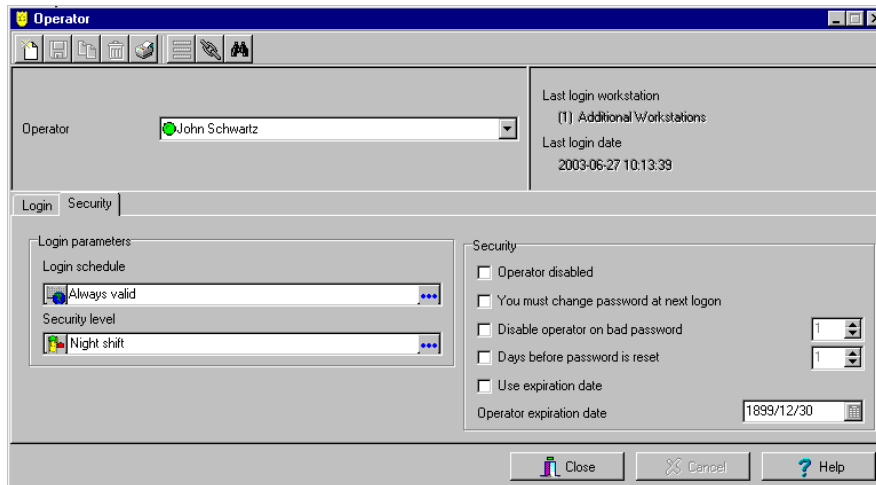 Operator
Operator
John Schwartz
Last login workstation
(1) Additional Workstations
Last login date
2003-06-27 10:13:39
Login
Security
Login parameters
Login schedule
Always valid
Security level
Night shift
Security
Operator disabled
You must change password at next logon
Disable operator on bad password
1
Days before password is reset
1
Use expiration date
Operator expiration date
1899/12/30
Close
Cancel
Help